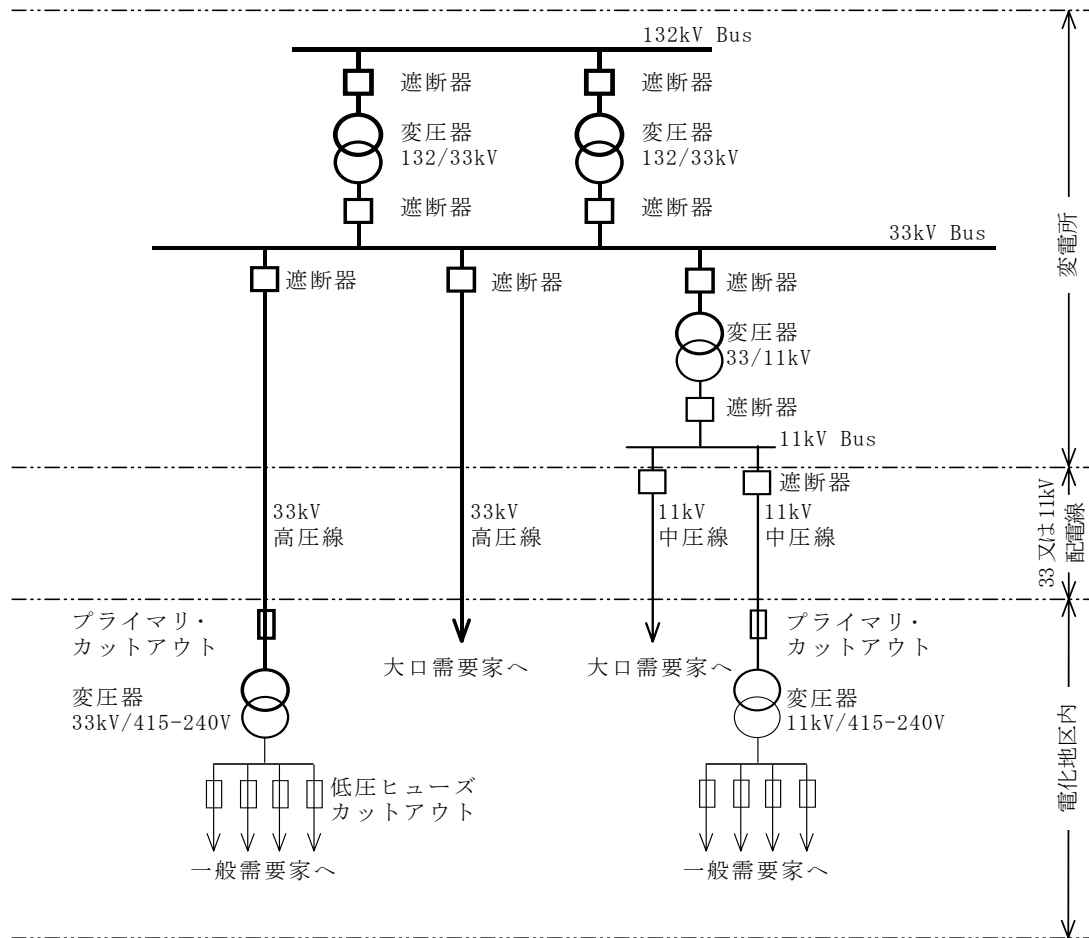 132kV Bus
遮断器
遮断器
変圧器
132/33kV
変圧器
132/33kV
遮断器
遮断器
33kV Bus
遮断器
遮断器
遮断器
変圧器
33/11kV
遮断器
11kV Bus
遮断器
33kV
高圧線
33kV
高圧線
11kV
中圧線
11kV
中圧線
プライマリ・
カットアウト
プライマリ・
カットアウト
大口需要家へ
大口需要家へ
変圧器
33kV/415-240V
変圧器
11kV/415-240V
低圧ヒューズ
カットアウト
一般需要家へ
一般需要家へ
変電所
33 又は 11kV
配電線
電化地区内